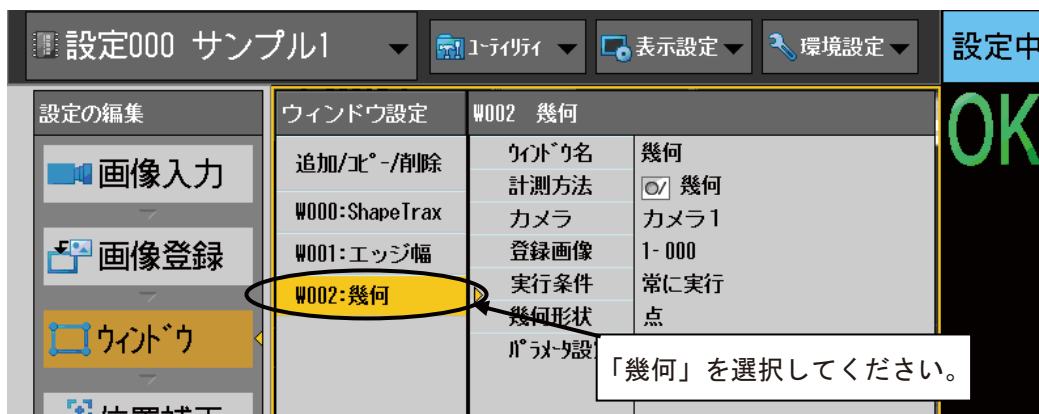 設定000 サンプル1
ユーティリティ
表示設定
環境設定
設定中
OK
設定の編集
画像入力
画像登録
ウィンドウ
位置補正
ウィンドウ設定
追加/コピー/削除
W000:ShapeTrax
W001:エッジ幅
W002:幾何
W002 幾何
ウィンドウ名 幾何
計測方法 幾何
カメラ カメラ1
登録画像 1-000
実行条件 常に実行
幾何形状 点
パラメータ設
「幾何」を選択してください。